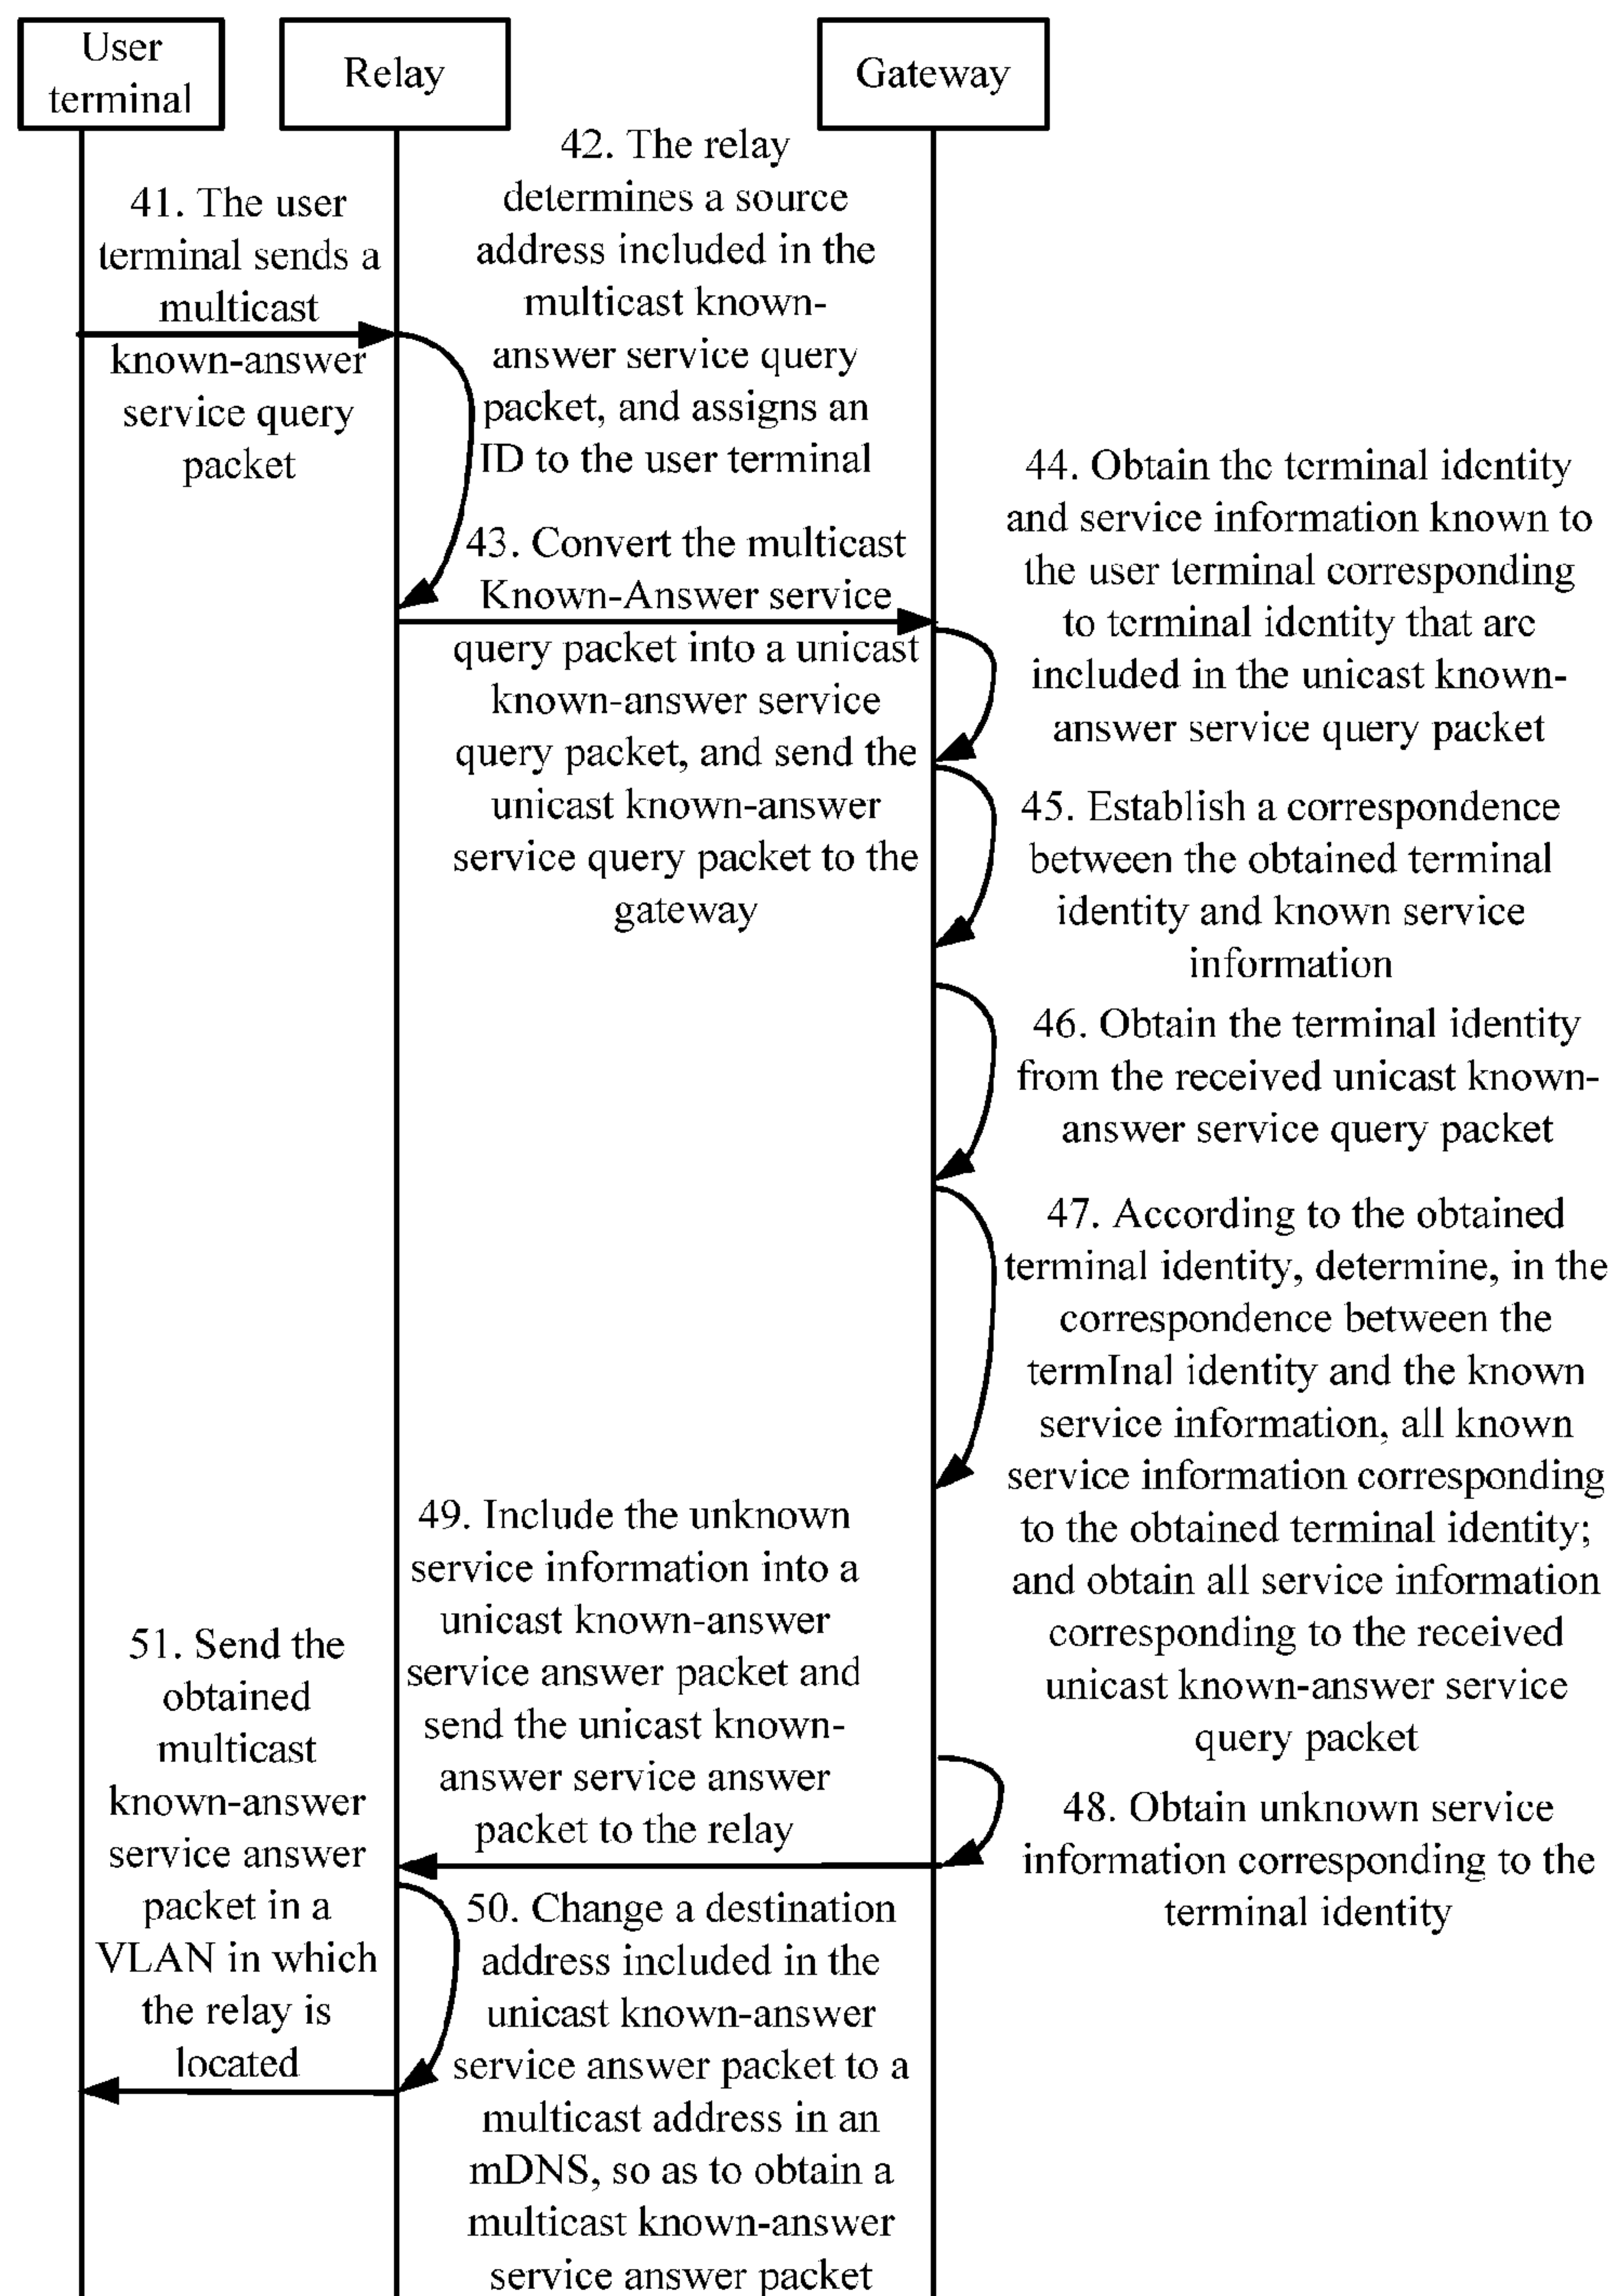 User
terminal
Relay
Gateway
41. The user
terminal sends a
multicast
known-answer
service query
packet
42. The relay
determines a source
address included in the
multicast known-
answer service query
packet, and assigns an
ID to the user terminal
43. Convert the multicast
Known-Answer service
query packet into a unicast
known-answer service
query packet, and send the
unicast known-answer
service query packet to the
gateway
44. Obtain the terminal identity
and service information known to
the user terminal corresponding
to terminal identity that are
included in the unicast known-
answer service query packet
45. Establish a correspondence
between the obtained terminal
identity and known service
information
46. Obtain the terminal identity
from the received unicast known-
answer service query packet
47. According to the obtained
terminal identity, determine, in the
correspondence between the
termInal identity and the known
service information, all known
service information corresponding
to the obtained terminal identity;
and obtain all service information
corresponding to the received
unicast known-answer service
query packet
48. Obtain unknown service
information corresponding to the
terminal identity
49. Include the unknown
service information into a
unicast known-answer
service answer packet and
send the unicast known-
answer service answer
packet to the relay
50. Change a destination
address included in the
unicast known-answer
service answer packet to a
multicast address in an
mDNS, so as to obtain a
multicast known-answer
service answer packet
51. Send the
obtained
multicast
known-answer
service answer
packet in a
VLAN in which
the relay is
located